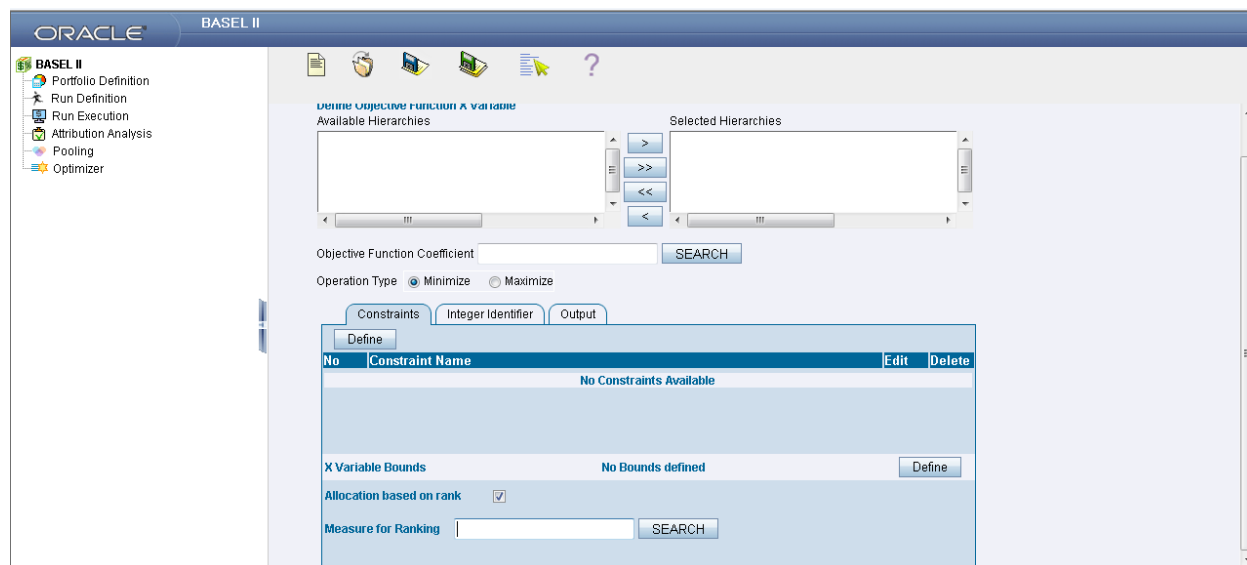 ORACLE
BASEL II
BASEL II
Portfolio Definition
Run Definition
Run Execution
Attribution Analysis
Pooling
Optimizer
?
Define Objective Function X Variable
Available Hierarchies
Selected Hierarchies
>
>>
<<
<
Objective Function Coefficient
SEARCH
Operation Type
Minimize
Maximize
Constraints
Integer Identifier
Output
Define
No
Constraint Name
Edit
Delete
No Constraints Available
X Variable Bounds
No Bounds defined
Define
Allocation based on rank
Measure for Ranking
SEARCH